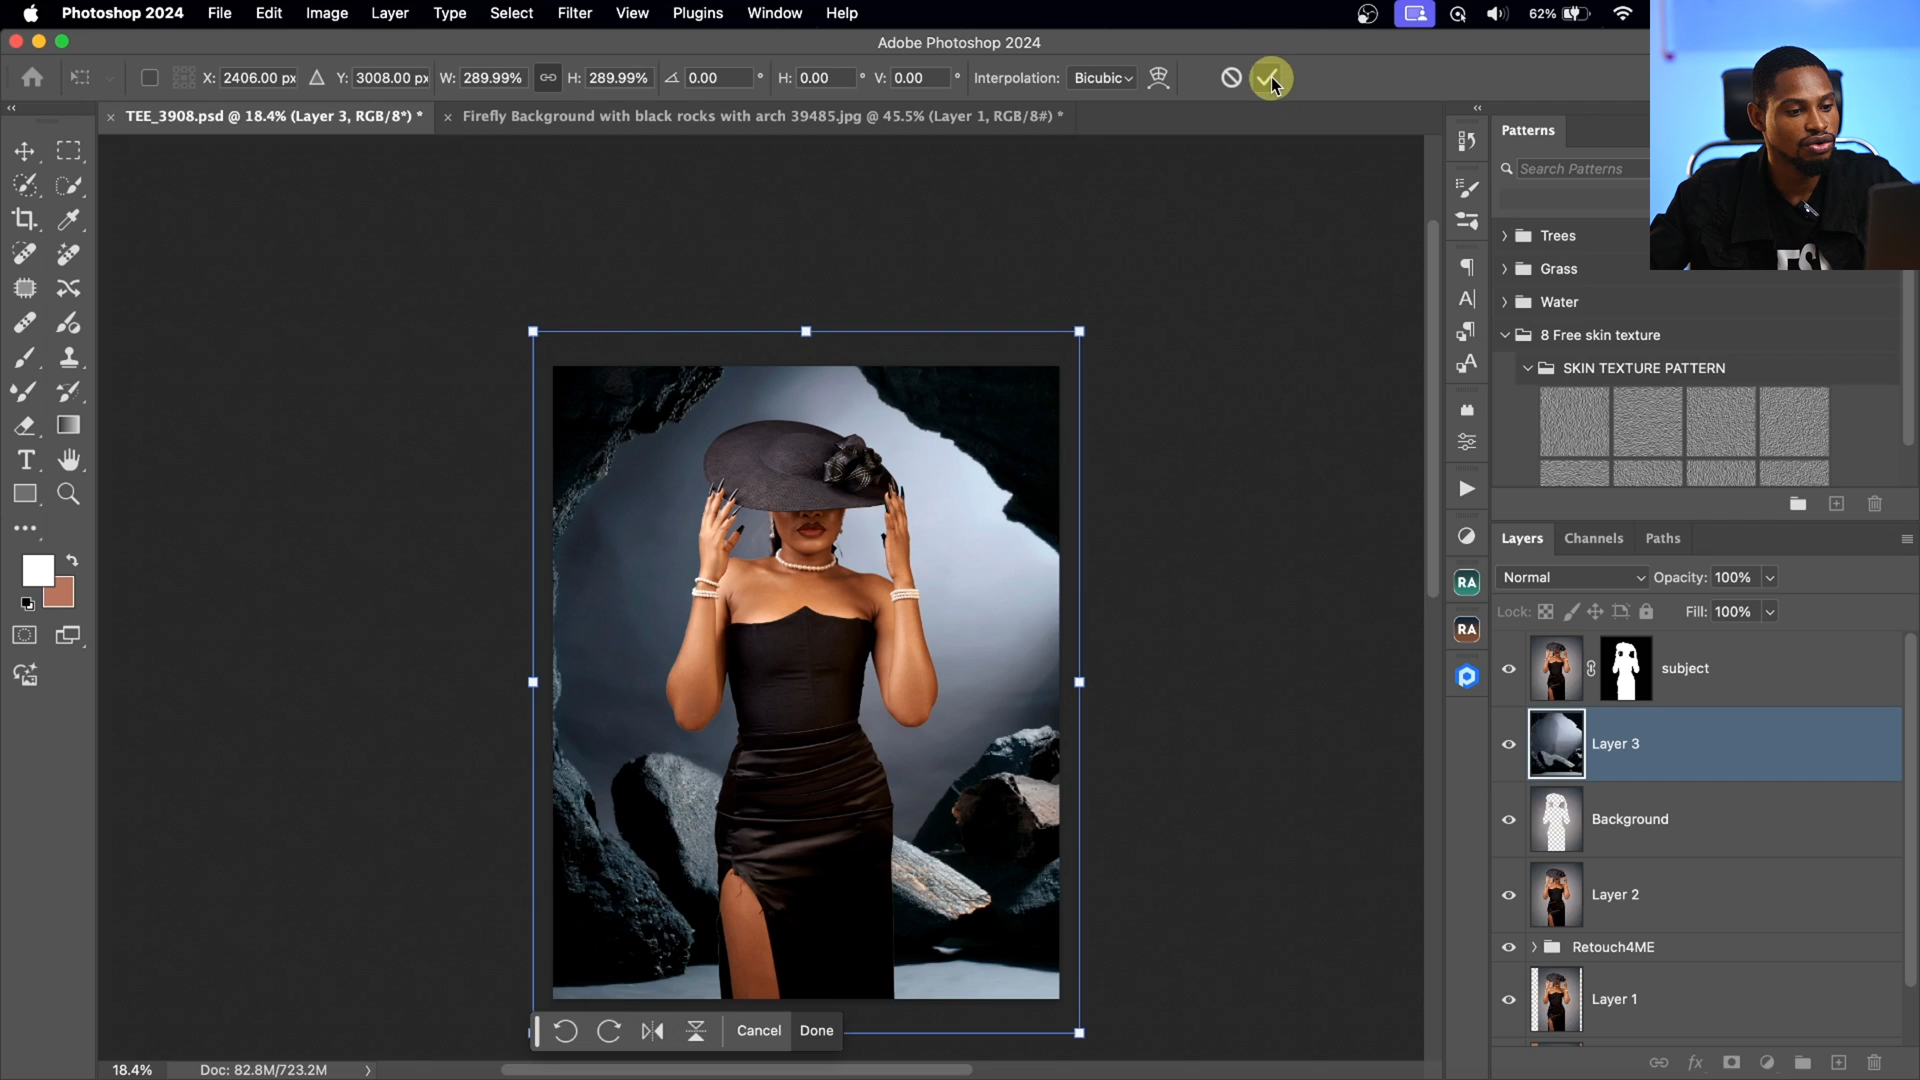 Photoshop 2024 File Edit Image Layer Type Select Filter View Plugins Window Help 62%
Adobe Photoshop 2024
X: 2406.00 px Y: 3008.00 px W: 289.99% H: 289.99% 0.00 ° H: 0.00 ° V: 0.00 ° Interpolation: Bicubic
TEE_3908.psd @ 18.4% (Layer 3, RGB/8*) * Firefly Background with black rocks with arch 39485.jpg @ 45.5% (Layer 1, RGB/8#) *
Patterns
Search Patterns
Trees
Grass
Water
8 Free skin texture
SKIN TEXTURE PATTERN
Layers Channels Paths
Normal Opacity: 100%
Lock: Fill: 100%
subject
Layer 3
Background
Layer 2
Retouch4ME
Layer 1
RA
RA
Cancel Done
18.4% Doc: 82.8M/723.2M